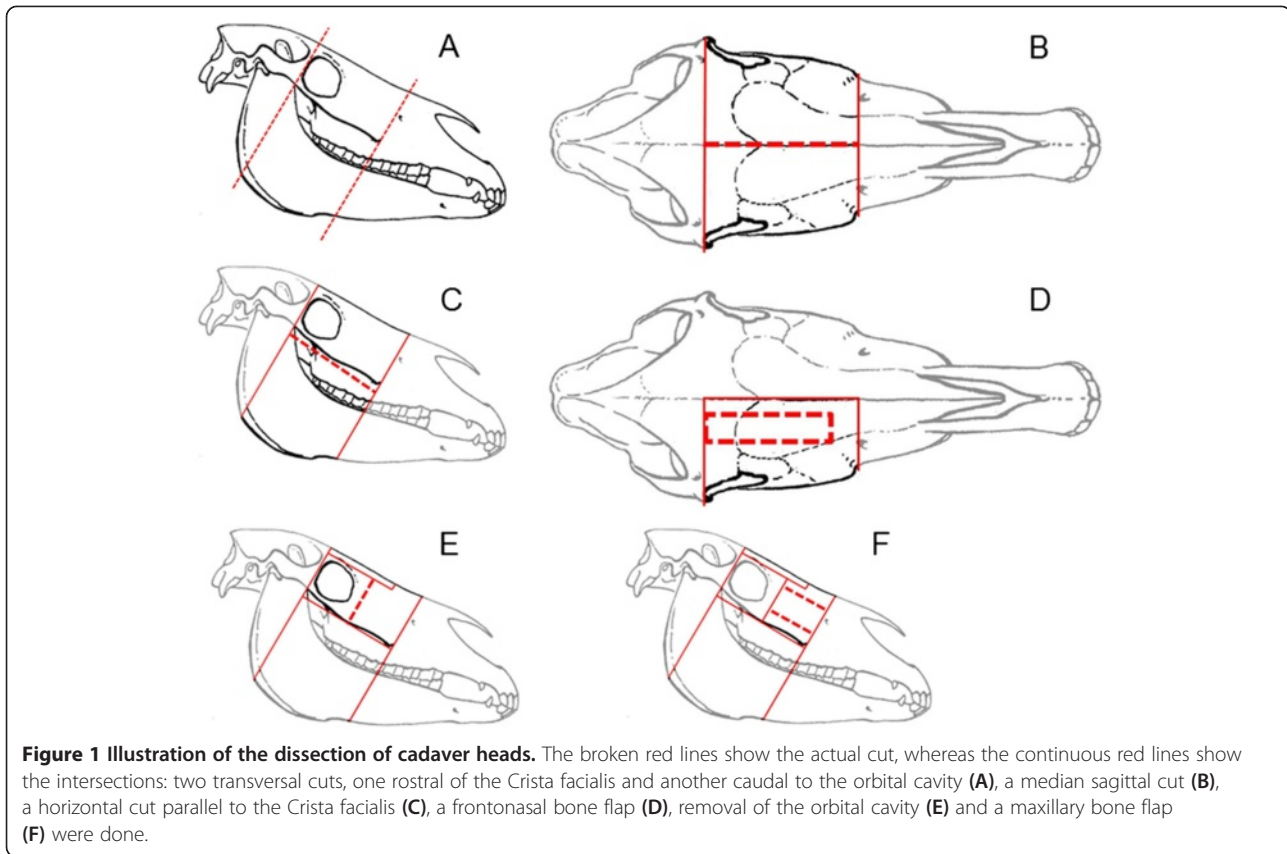 A
B
C
D
E
F
Figure 1 Illustration of the dissection of cadaver heads. The broken red lines show the actual cut, whereas the continuous red lines show
the intersections: two transversal cuts, one rostral of the Crista facialis and another caudal to the orbital cavity (A), a median sagittal cut (B),
a horizontal cut parallel to the Crista facialis (C), a frontonasal bone flap (D), removal of the orbital cavity (E) and a maxillary bone flap
(F) were done.